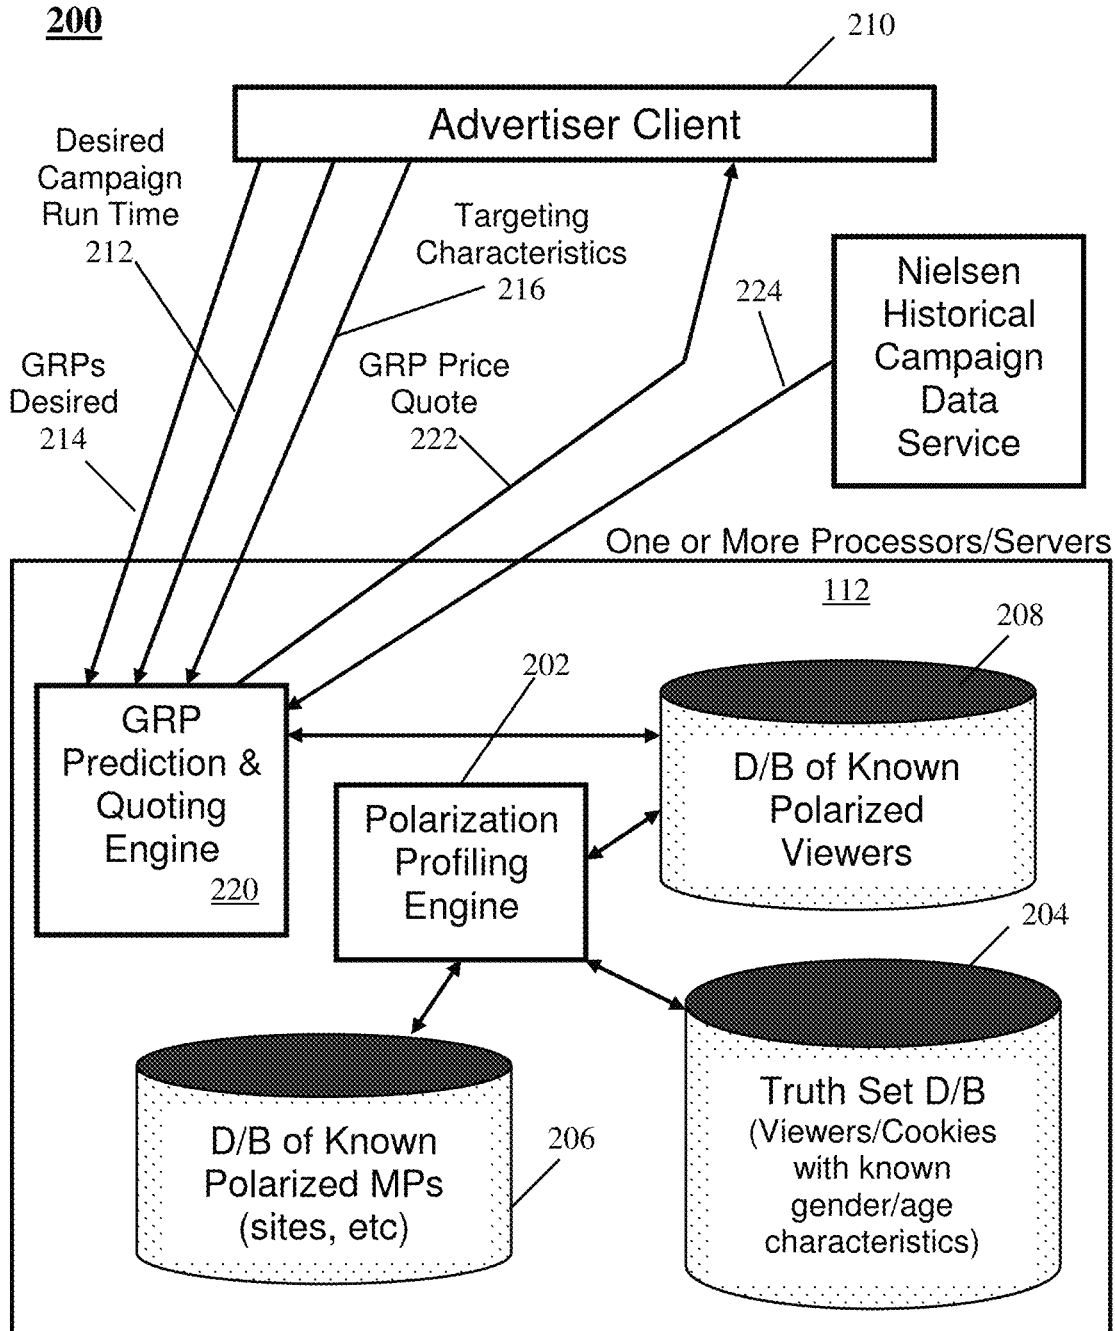 200
210
Advertiser Client
Desired
Campaign
Run Time
212
Targeting
Characteristics
216
224
Nielsen
Historical
Campaign
Data
Service
GRPs
Desired
214
GRP Price
Quote
222
One or More Processors/Servers
112
208
202
GRP
Prediction &
Quoting
Engine
220
D/B of Known
Polarized
Viewers
Polarization
Profiling
Engine
204
Truth Set D/B
(Viewers/Cookies
with known
gender/age
characteristics)
D/B of Known
Polarized MPs
(sites, etc)
206